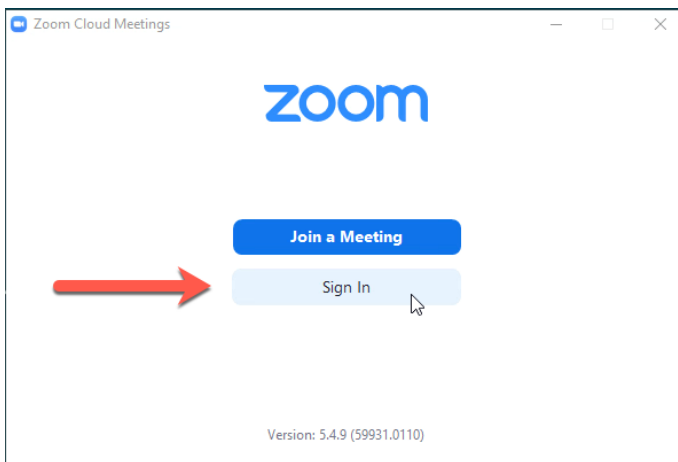 Zoom Cloud Meetings
zoom
Join a Meeting
Sign In
Version: 5.4.9 (59931.0110)